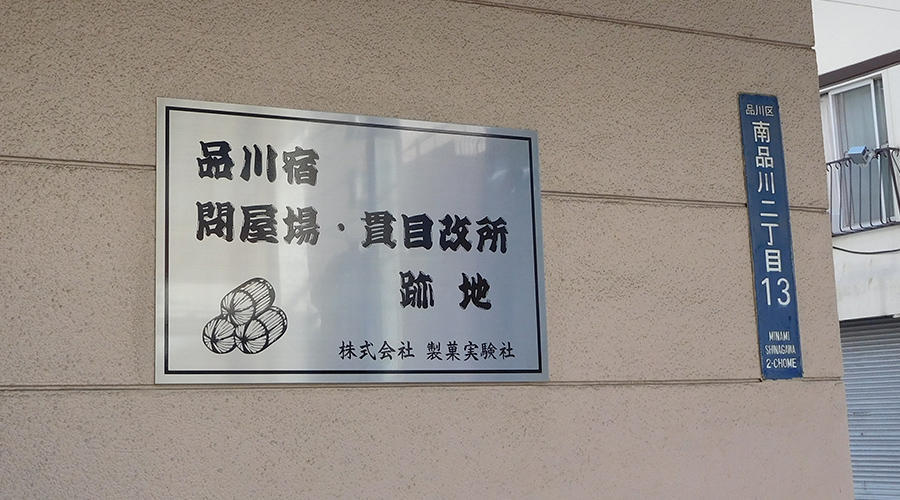 品川宿
問屋場・貫目改所
跡地
株式会社 製菓実験社
品川区
南品川二丁目
13
MINAMI
SHINAGAWA
2-CHOME